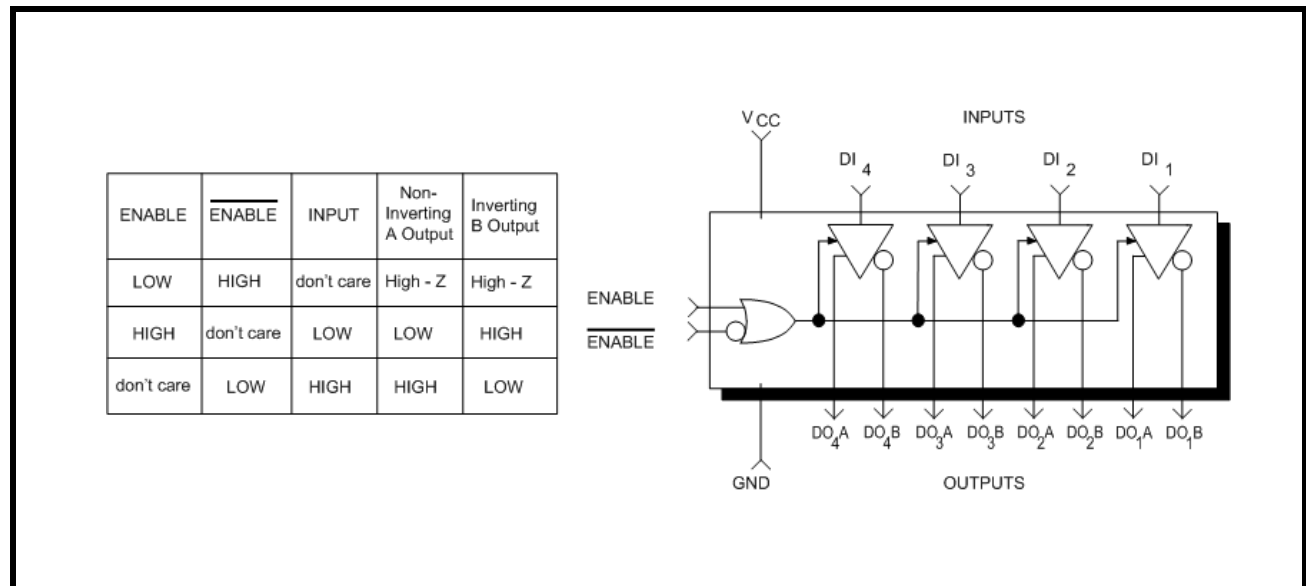 ENABLE ENABLE INPUT Non-Inverting A Output Inverting B Output
LOW HIGH don't care High - Z High - Z
HIGH don't care LOW LOW HIGH
don't care LOW HIGH HIGH LOW
VCC INPUTS
DI 4 DI 3 DI 2 DI 1
ENABLE
ENABLE
DO4A DO4B DO3A DO3B DO2A DO2B DO1A DO1B
GND OUTPUTS